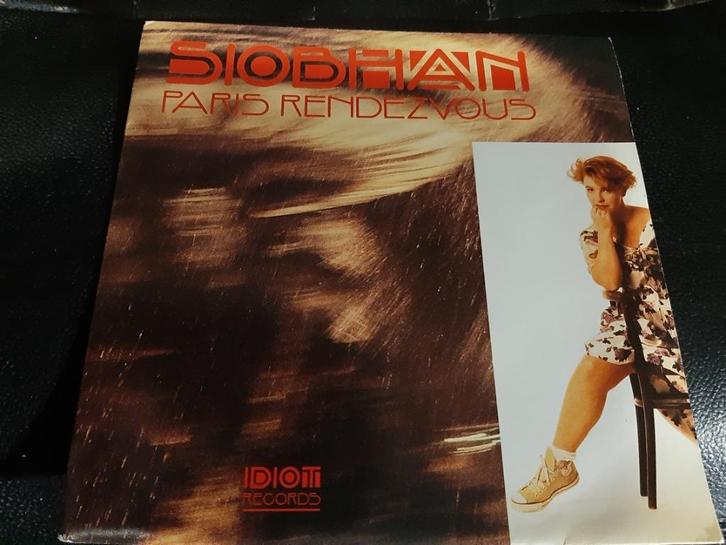 SIOBHAN
PARIS RENDEZVOUS
IDIOT
RECORDS